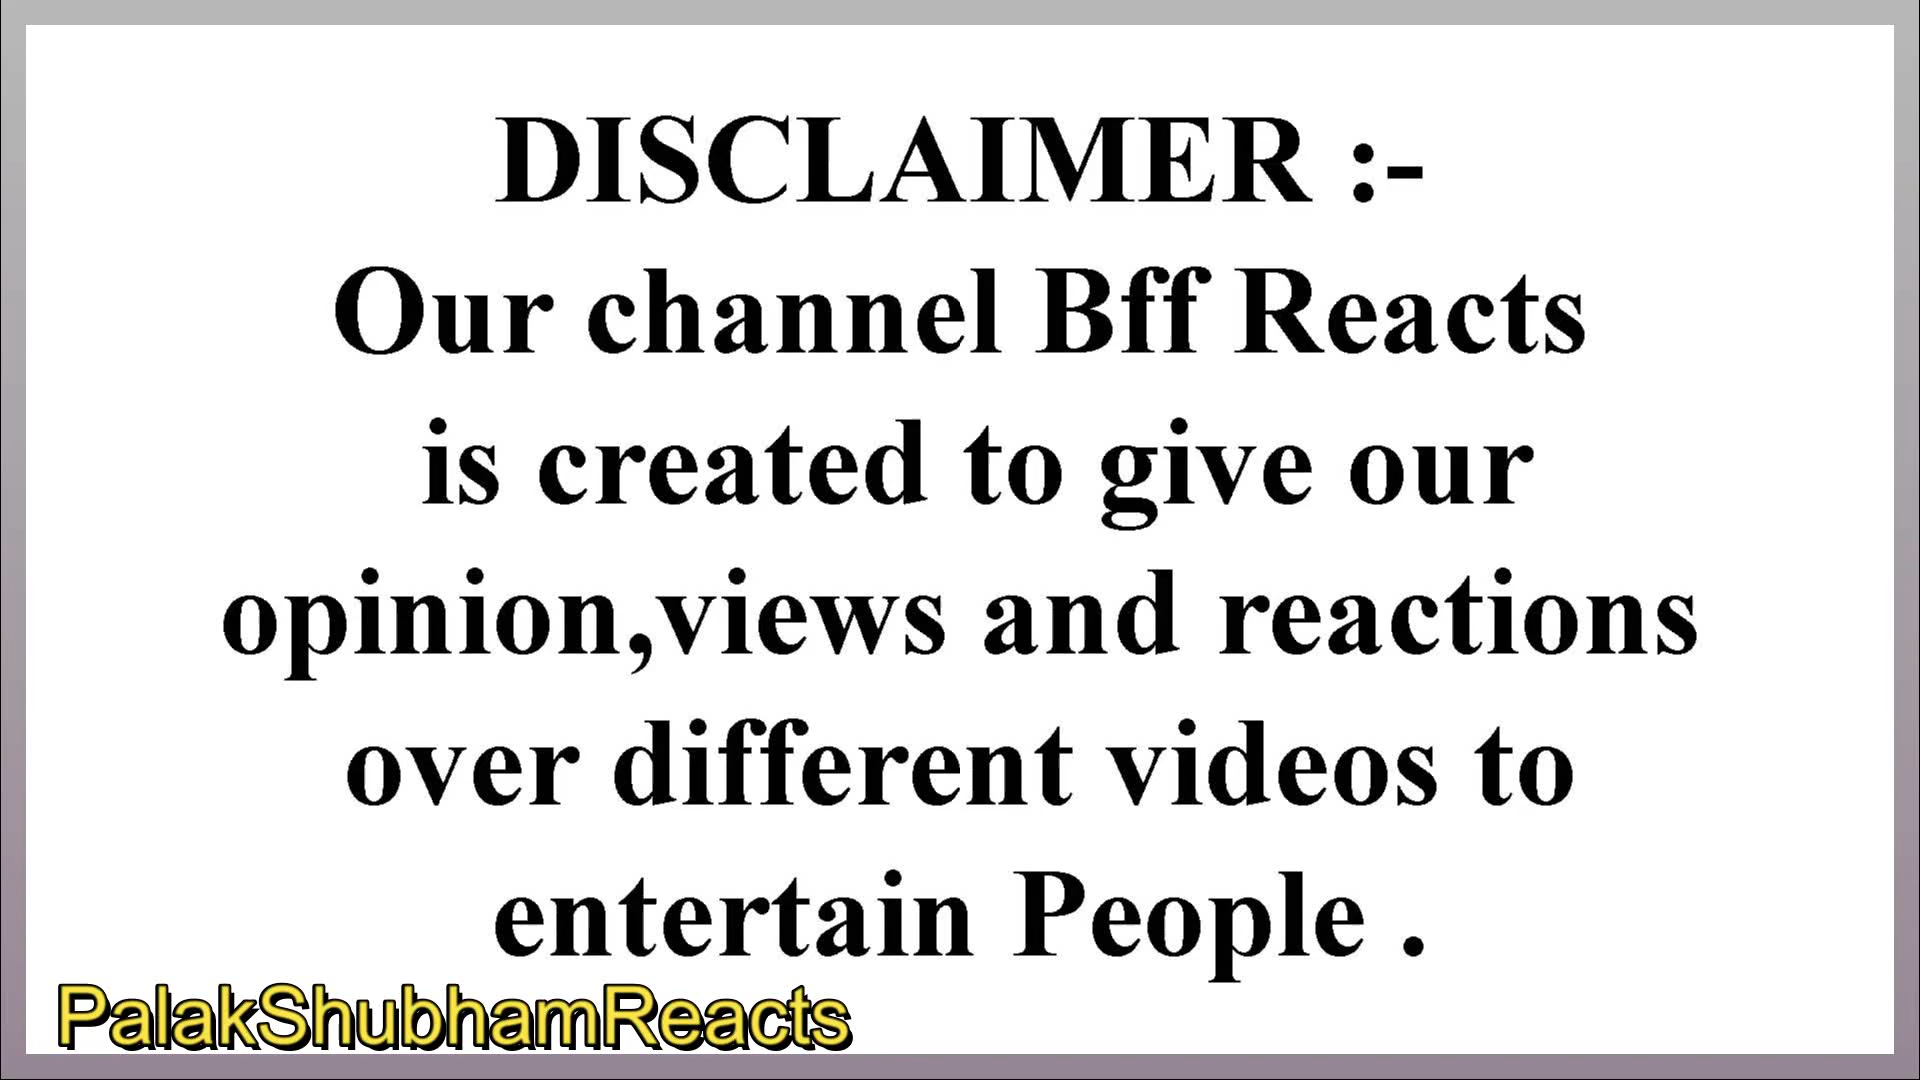 DISCLAIMER :-
Our channel Bff Reacts
is created to give our
opinion,views and reactions
over different videos to
entertain People .
PalakShubhamReacts